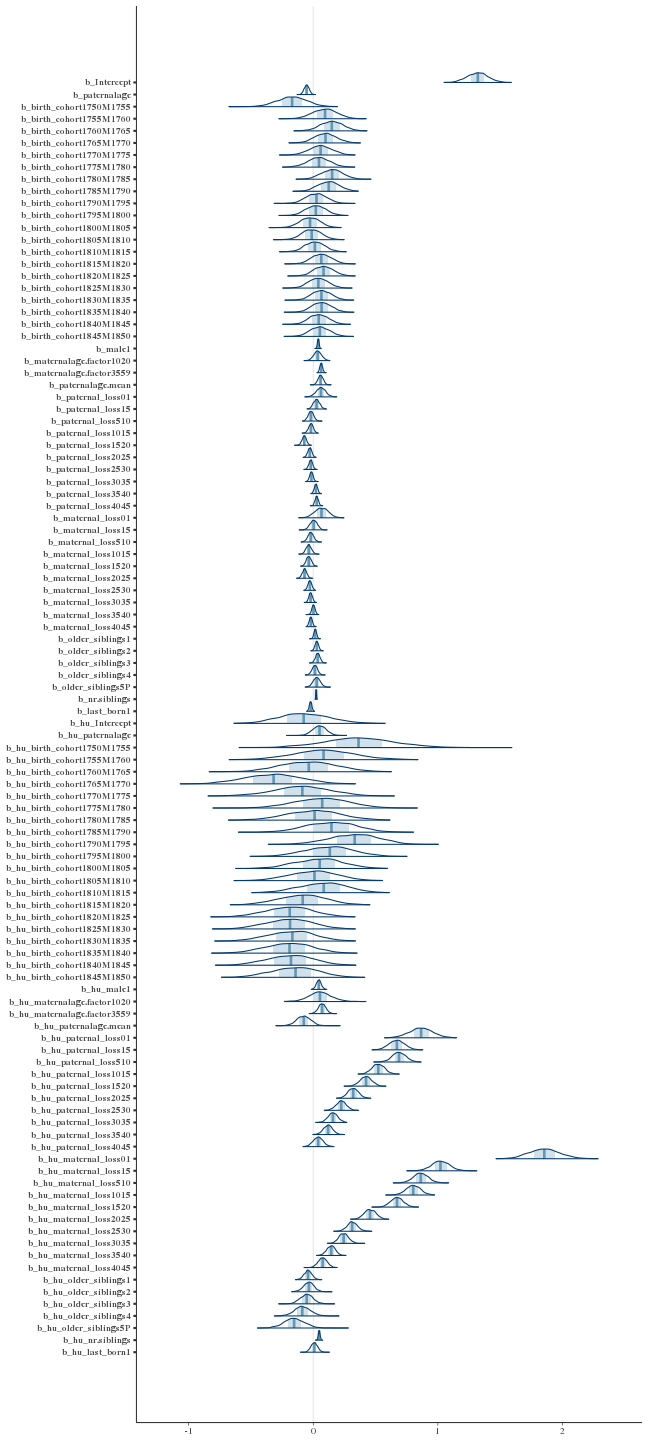 b_Intercept
b_paternalage
b_birth_cohort1750M1755
b_birth_cohort1755M1760
b_birth_cohort1760M1765
b_birth_cohort1765M1770
b_birth_cohort1770M1775
b_birth_cohort1775M1780
b_birth_cohort1780M1785
b_birth_cohort1785M1790
b_birth_cohort1790M1795
b_birth_cohort1795M1800
b_birth_cohort1800M1805
b_birth_cohort1805M1810
b_birth_cohort1810M1815
b_birth_cohort1815M1820
b_birth_cohort1820M1825
b_birth_cohort1825M1830
b_birth_cohort1830M1835
b_birth_cohort1835M1840
b_birth_cohort1840M1845
b_birth_cohort1845M1850
b_male1
b_maternalage.factor1020
b_maternalage.factor3559
b_paternalage.mean
b_paternal_loss01
b_paternal_loss15
b_paternal_loss510
b_paternal_loss1015
b_paternal_loss1520
b_paternal_loss2025
b_paternal_loss2530
b_paternal_loss3035
b_paternal_loss3540
b_paternal_loss4045
b_maternal_loss01
b_maternal_loss15
b_maternal_loss510
b_maternal_loss1015
b_maternal_loss1520
b_maternal_loss2025
b_maternal_loss2530
b_maternal_loss3035
b_maternal_loss3540
b_maternal_loss4045
b_older_siblings1
b_older_siblings2
b_older_siblings3
b_older_siblings4
b_older_siblings5P
b_nr.siblings
b_last_born1
b_hu_Intercept
b_hu_paternalage
b_hu_birth_cohort1750M1755
b_hu_birth_cohort1755M1760
b_hu_birth_cohort1760M1765
b_hu_birth_cohort1765M1770
b_hu_birth_cohort1770M1775
b_hu_birth_cohort1775M1780
b_hu_birth_cohort1780M1785
b_hu_birth_cohort1785M1790
b_hu_birth_cohort1790M1795
b_hu_birth_cohort1795M1800
b_hu_birth_cohort1800M1805
b_hu_birth_cohort1805M1810
b_hu_birth_cohort1810M1815
b_hu_birth_cohort1815M1820
b_hu_birth_cohort1820M1825
b_hu_birth_cohort1825M1830
b_hu_birth_cohort1830M1835
b_hu_birth_cohort1835M1840
b_hu_birth_cohort1840M1845
b_hu_birth_cohort1845M1850
b_hu_male1
b_hu_maternalage.factor1020
b_hu_maternalage.factor3559
b_hu_paternalage.mean
b_hu_paternal_loss01
b_hu_paternal_loss15
b_hu_paternal_loss510
b_hu_paternal_loss1015
b_hu_paternal_loss1520
b_hu_paternal_loss2025
b_hu_paternal_loss2530
b_hu_paternal_loss3035
b_hu_paternal_loss3540
b_hu_paternal_loss4045
b_hu_maternal_loss01
b_hu_maternal_loss15
b_hu_maternal_loss510
b_hu_maternal_loss1015
b_hu_maternal_loss1520
b_hu_maternal_loss2025
b_hu_maternal_loss2530
b_hu_maternal_loss3035
b_hu_maternal_loss3540
b_hu_maternal_loss4045
b_hu_older_siblings1
b_hu_older_siblings2
b_hu_older_siblings3
b_hu_older_siblings4
b_hu_older_siblings5P
b_hu_nr.siblings
b_hu_last_born1
-1 0 1 2